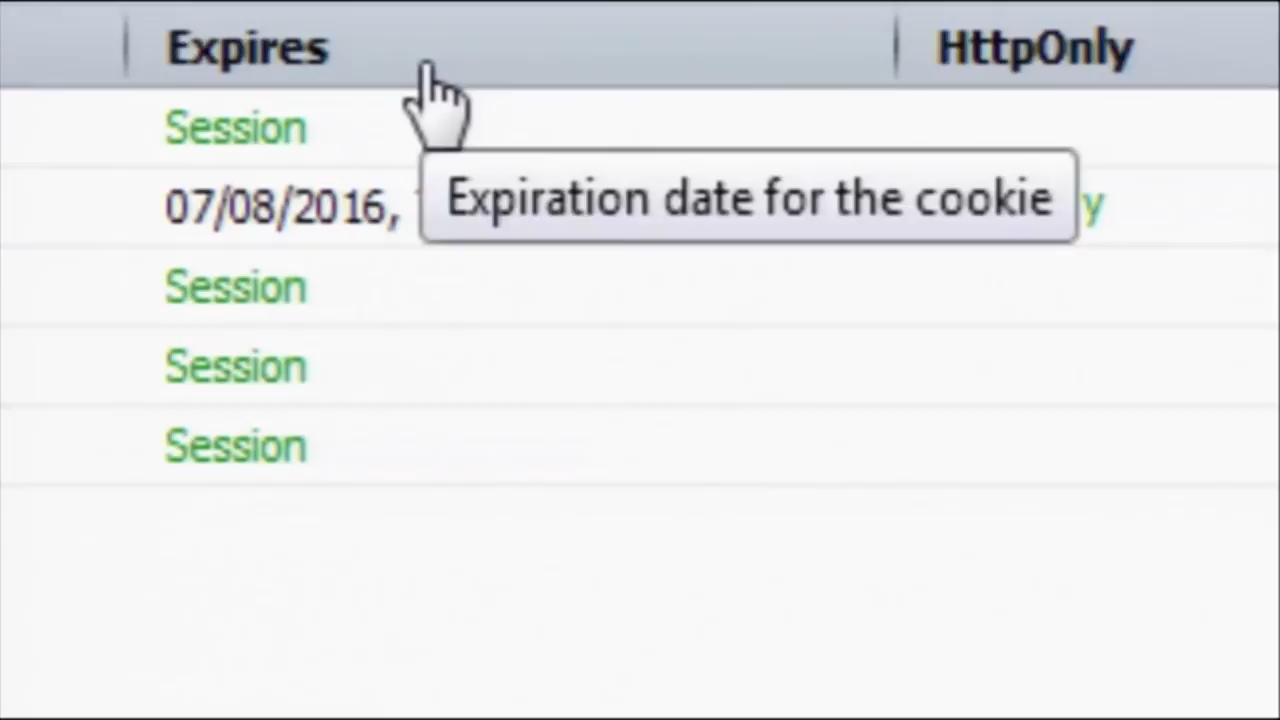 Expires HttpOnly
Session
07/08/2016, Expiration date for the cookie
Session
Session
Session